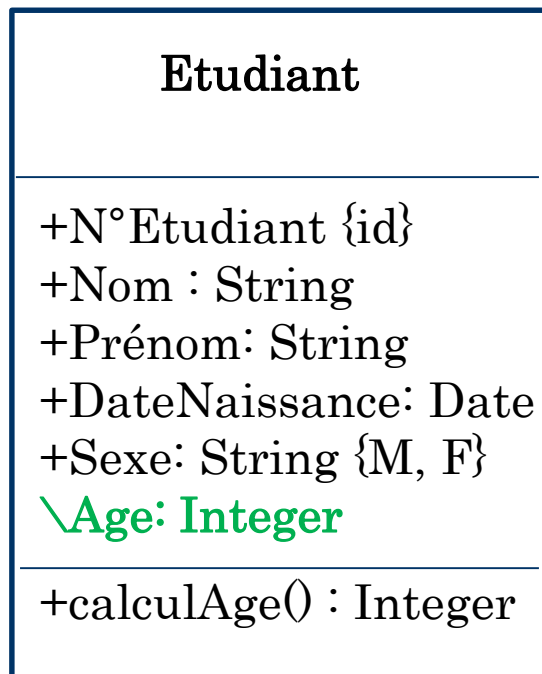 Etudiant
+N°Etudiant {id}
+Nom : String
+Prénom: String
+DateNaissance: Date
+Sexe: String {M, F}
\Age: Integer
+calculAge() : Integer